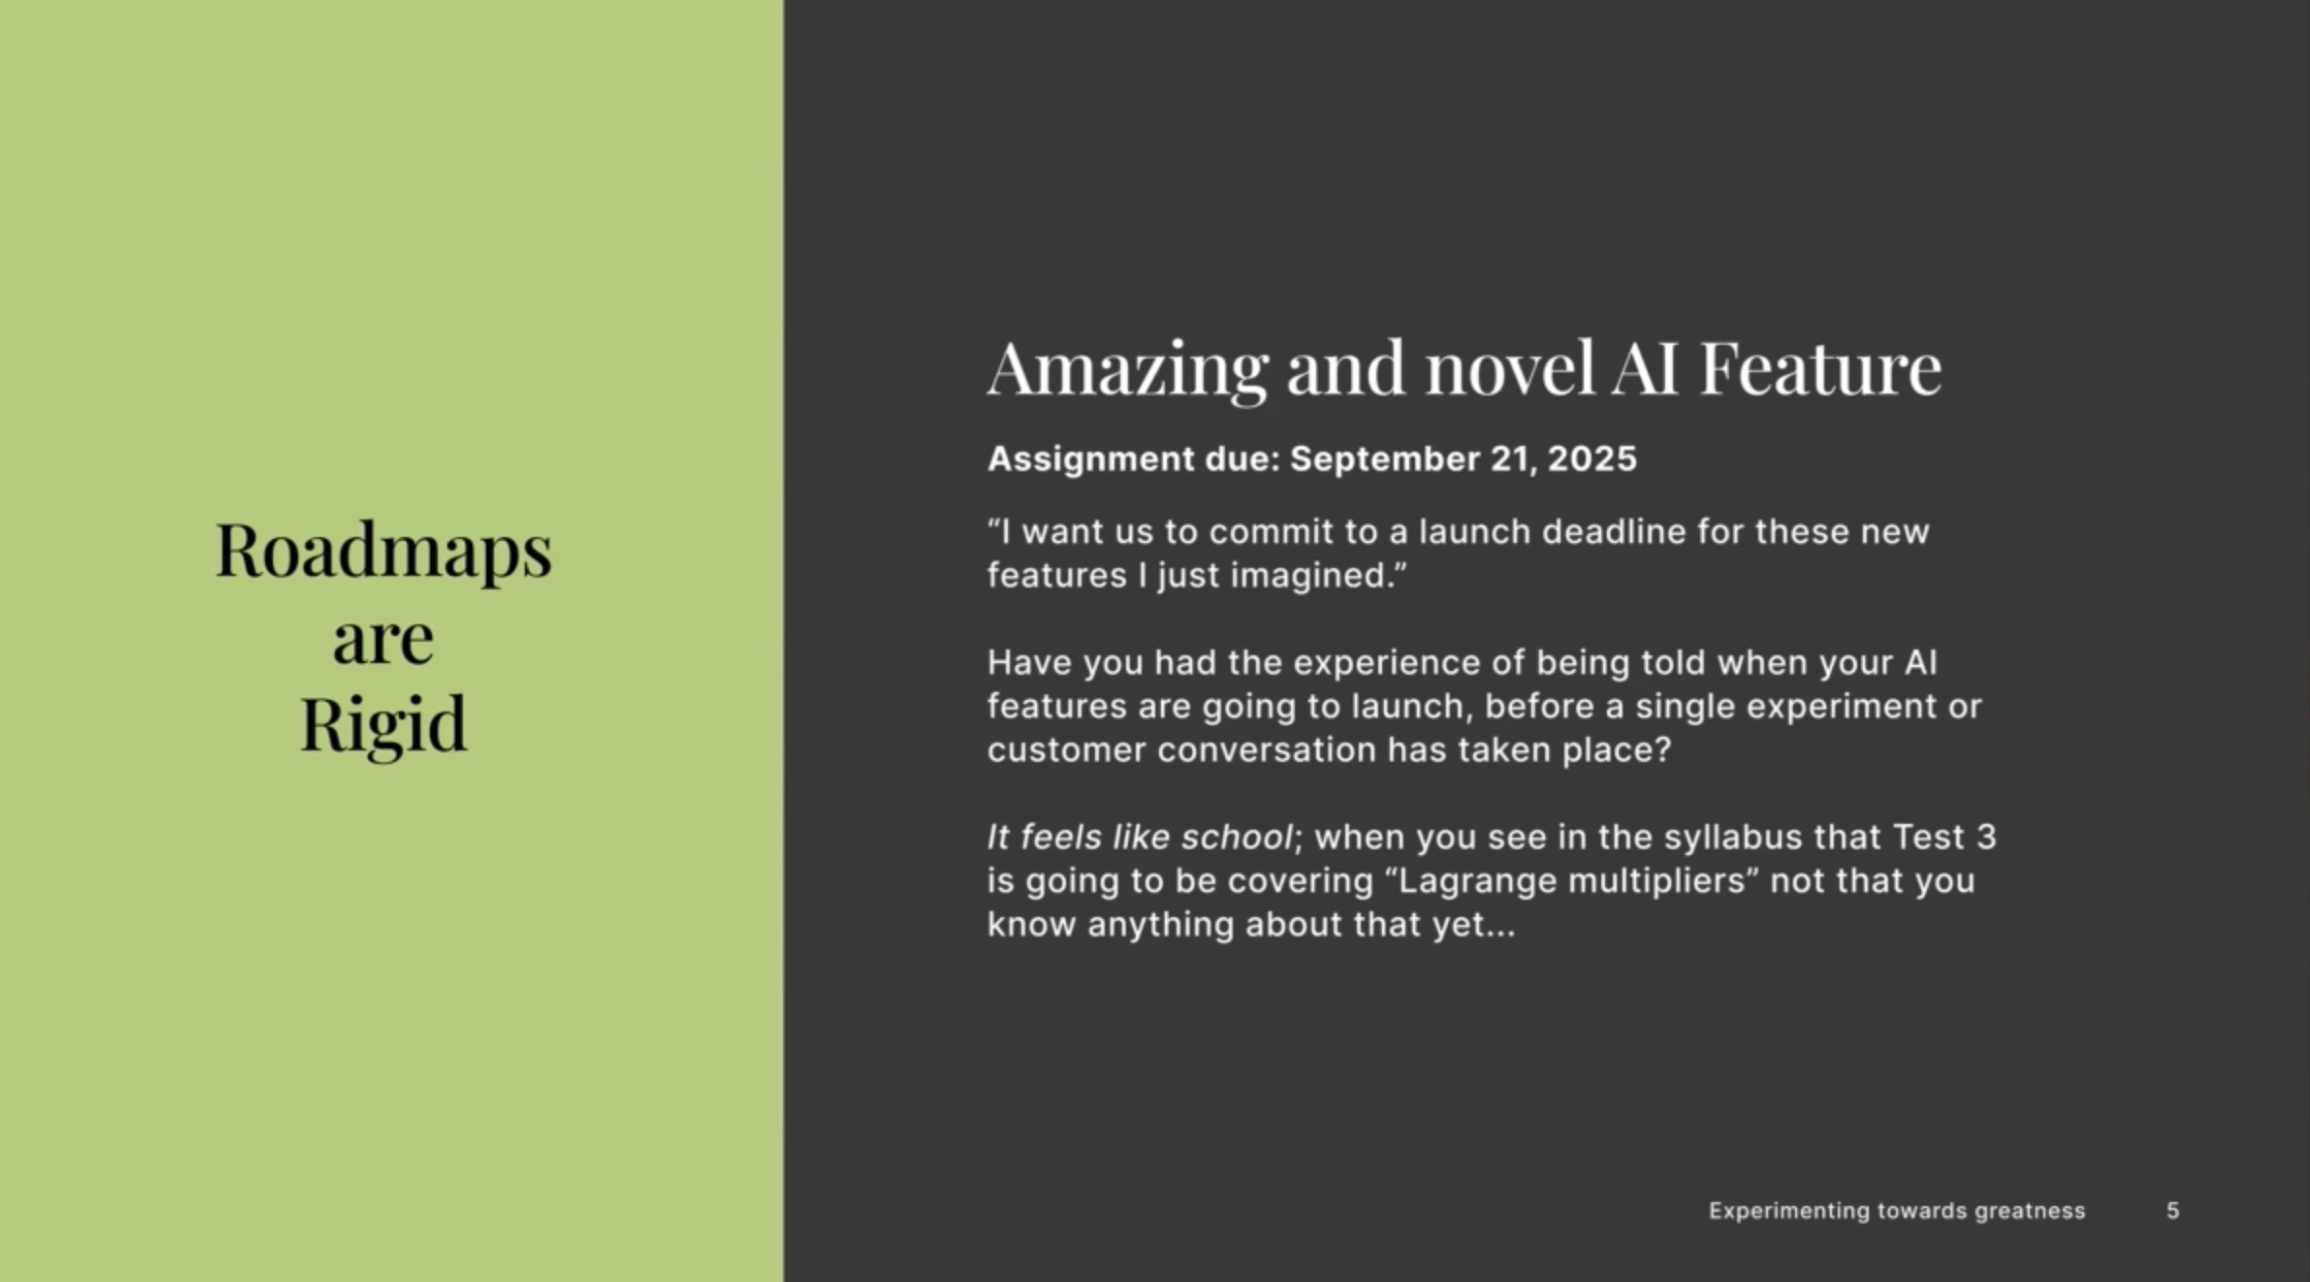 Roadmaps
are
Rigid
Amazing and novel AI Feature
Assignment due: September 21, 2025
“I want us to commit to a launch deadline for these new
features I just imagined.”
Have you had the experience of being told when your AI
features are going to launch, before a single experiment or
customer conversation has taken place?
It feels like school; when you see in the syllabus that Test 3
is going to be covering “Lagrange multipliers” not that you
know anything about that yet...
Experimenting towards greatness 5